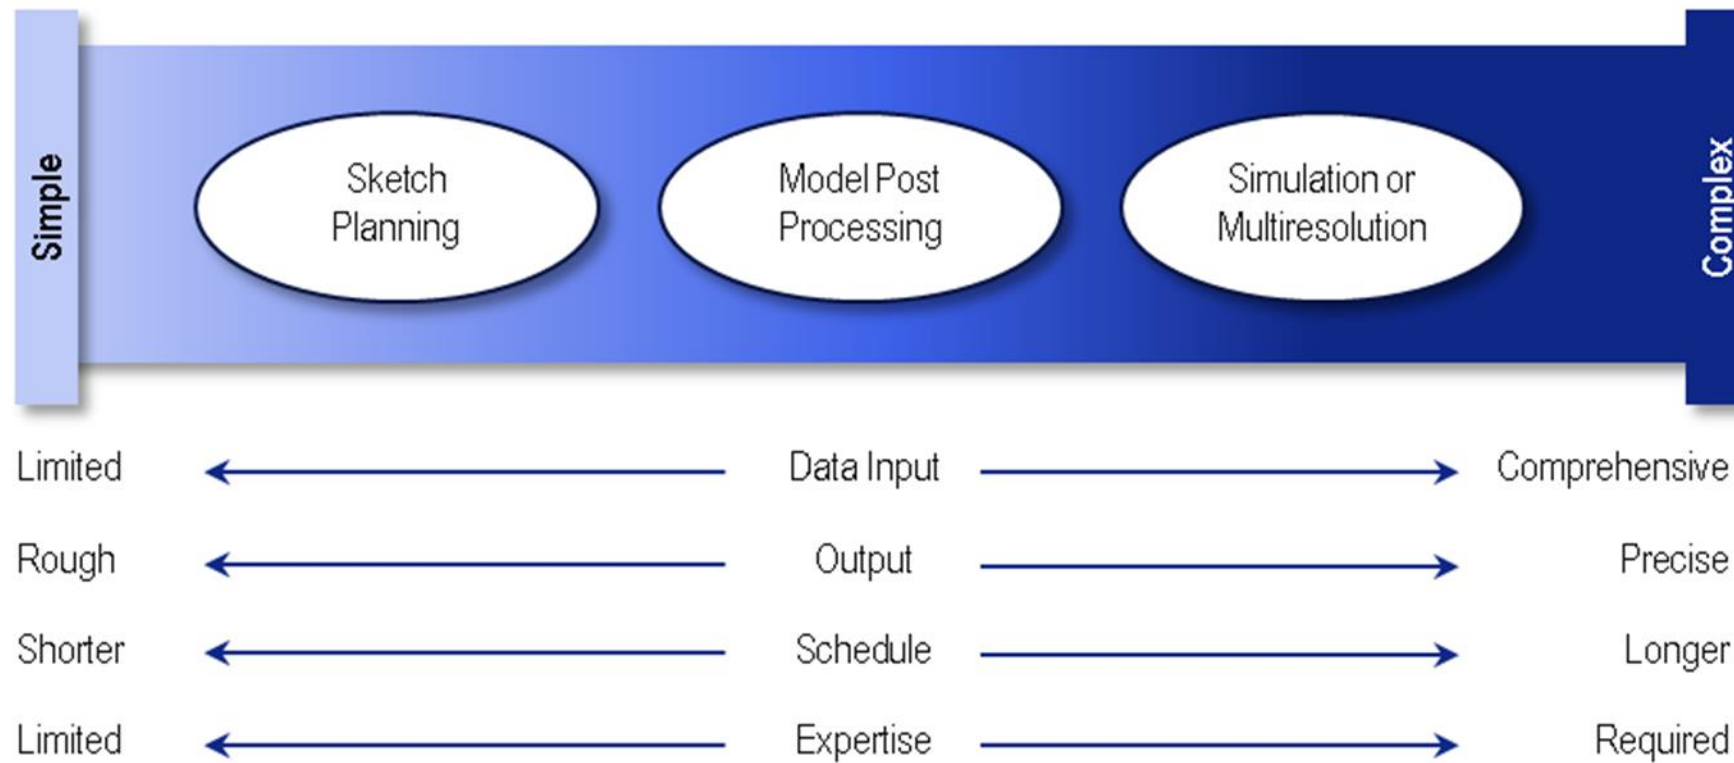 Simple
Sketch
Planning
Model Post
Processing
Simulation or
Multiresolution
Complex
Limited Data Input Comprehensive
Rough Output Precise
Shorter Schedule Longer
Limited Expertise Required